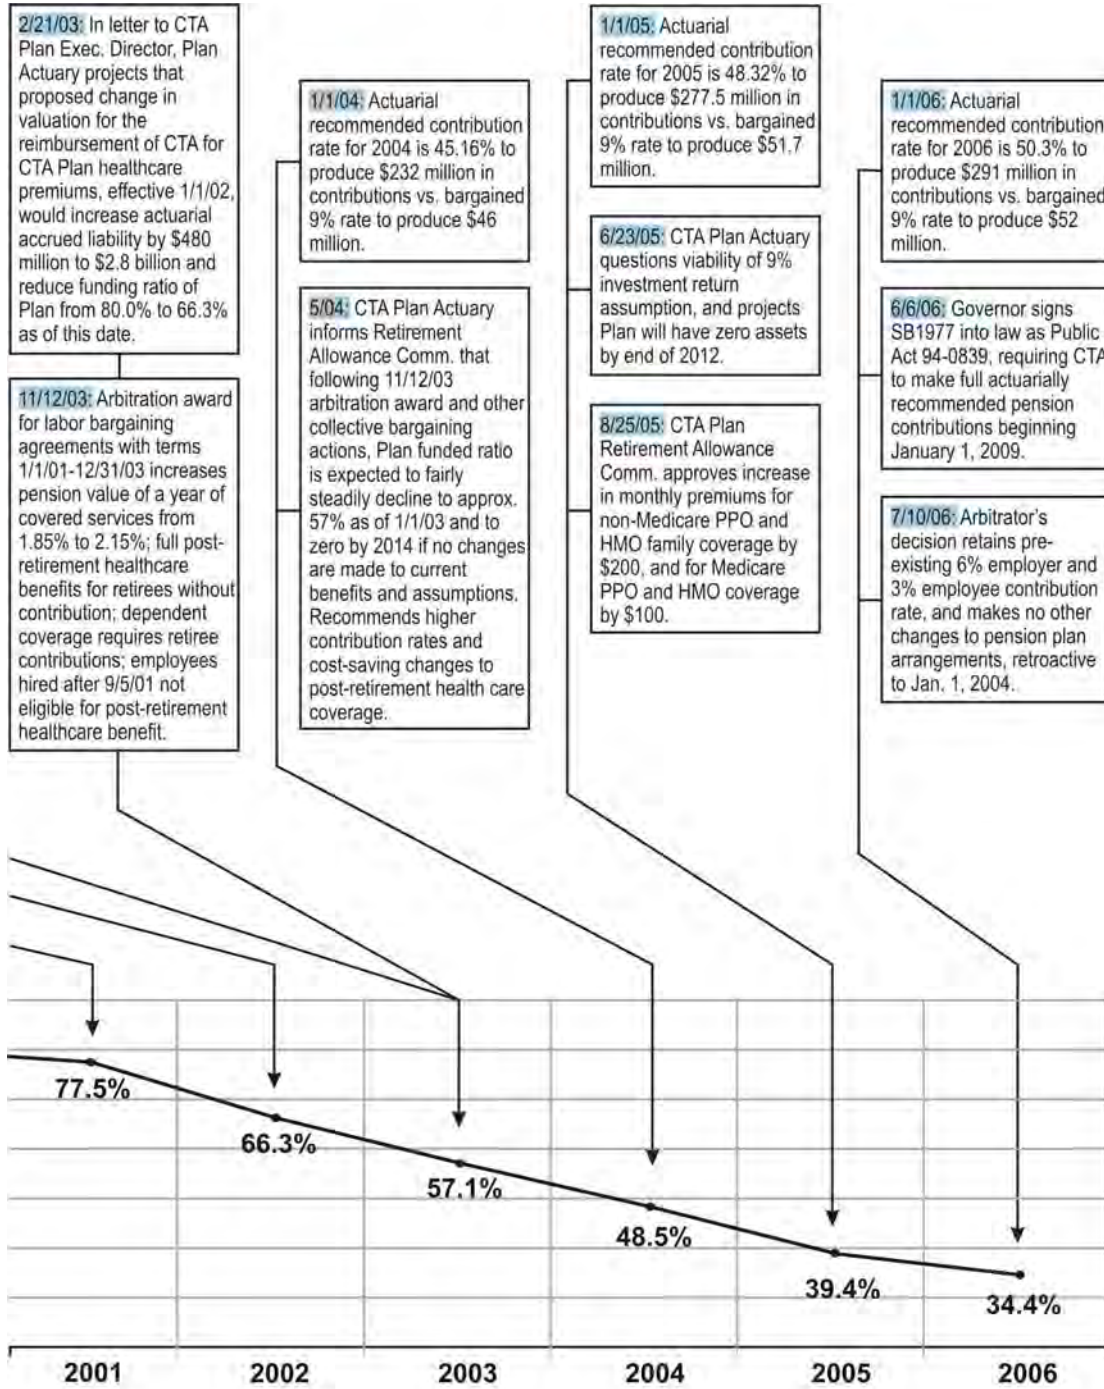 2/21/03: In letter to CTA
Plan Exec. Director, Plan
Actuary projects that
proposed change in
valuation for the
reimbursement of CTA for
CTA Plan healthcare
premiums, effective 1/1/02,
would increase actuarial
accrued liability by $480
million to $2.8 billion and
reduce funding ratio of
Plan from 80.0% to 66.3%
as of this date.
11/12/03: Arbitration award
for labor bargaining
agreements with terms
1/1/01-12/31/03 increases
pension value of a year of
covered services from
1.85% to 2.15%; full post-
retirement healthcare
benefits for retirees without
contribution; dependent
coverage requires retiree
contributions; employees
hired after 9/5/01 not
eligible for post-retirement
healthcare benefit.
1/1/04: Actuarial
recommended contribution
rate for 2004 is 45.16% to
produce $232 million in
contributions vs. bargained
9% rate to produce $46
million.
5/04: CTA Plan Actuary
informs Retirement
Allowance Comm. that
following 11/12/03
arbitration award and other
collective bargaining
actions, Plan funded ratio
is expected to fairly
steadily decline to approx.
57% as of 1/1/03 and to
zero by 2014 if no changes
are made to current
benefits and assumptions.
Recommends higher
contribution rates and
cost-saving changes to
post-retirement health care
coverage.
1/1/05: Actuarial
recommended contribution
rate for 2005 is 48.32% to
produce $277.5 million in
contributions vs. bargained
9% rate to produce $51.7
million.
6/23/05: CTA Plan Actuary
questions viability of 9%
investment return
assumption, and projects
Plan will have zero assets
by end of 2012.
8/25/05: CTA Plan
Retirement Allowance
Comm. approves increase
in monthly premiums for
non-Medicare PPO and
HMO family coverage by
$200, and for Medicare
PPO and HMO coverage
by $100.
1/1/06: Actuarial
recommended contribution
rate for 2006 is 50.3% to
produce $291 million in
contributions vs. bargained
9% rate to produce $52
million.
6/6/06: Governor signs
SB1977 into law as Public
Act 94-0839, requiring CTA
to make full actuarially
recommended pension
contributions beginning
January 1, 2009.
7/10/06: Arbitrator's
decision retains pre-
existing 6% employer and
3% employee contribution
rate, and makes no other
changes to pension plan
arrangements, retroactive
to Jan. 1, 2004.
77.5%
66.3%
57.1%
48.5%
39.4%
34.4%
2001 2002 2003 2004 2005 2006